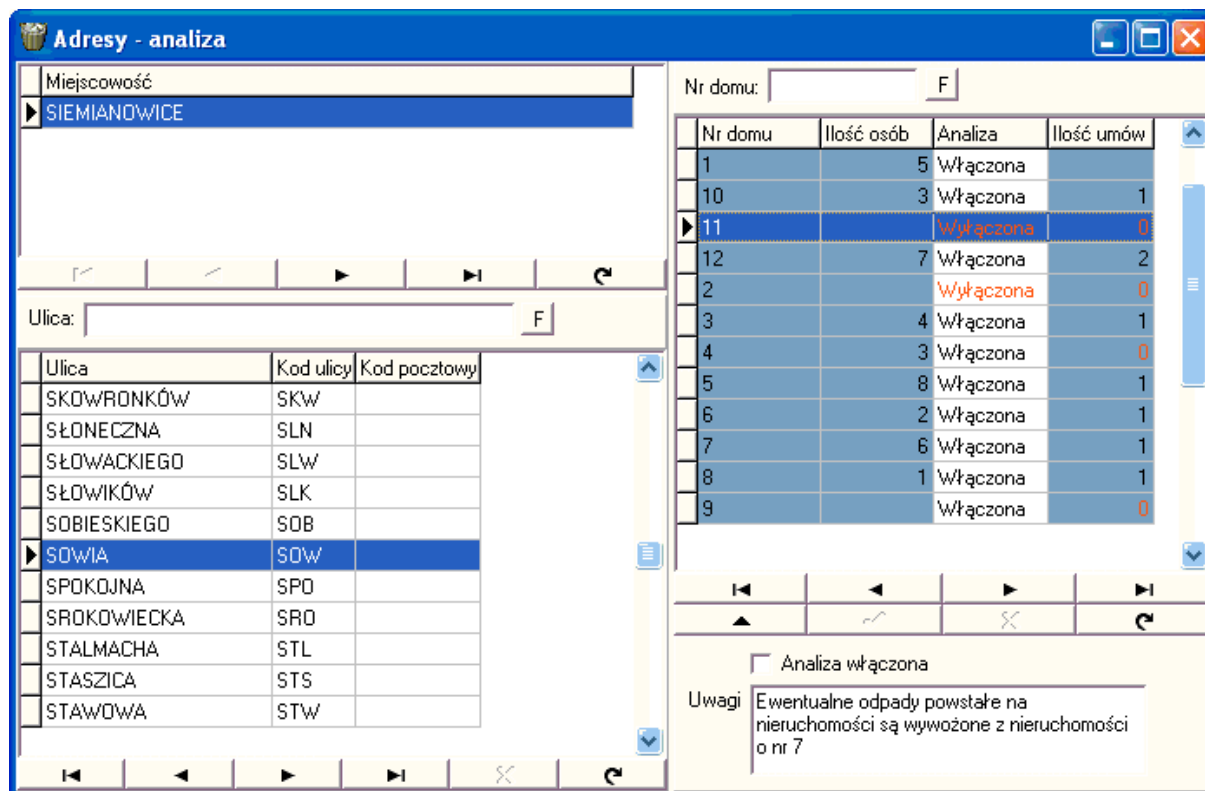 Adresy - analiza
Miejscowość
SIEMIANOWICE
Ulica: F
Ulica Kod ulicy Kod pocztowy
SKOWRONKÓW SKW
SŁONECZNA SLN
SŁOWACKIEGO SLW
SŁOWIKÓW SLK
SOBIESKIEGO SOB
SOWIA SOW
SPOKOJNA SPO
SROKOWIECKA SRO
STALMACHA STL
STASZICA STS
STAWOWA STW
Nr domu: F
Nr domu Ilość osób Analiza Ilość umów
1 5 Włączona
10 3 Włączona 1
11 Wyłączona 0
12 7 Włączona 2
2 Wyłączona 0
3 4 Włączona 1
4 3 Włączona 0
5 8 Włączona 1
6 2 Włączona 1
7 6 Włączona 1
8 1 Włączona 1
9 Włączona 0
Analiza włączona
Uwagi Ewentualne odpady powstałe na
nieruchomości są wywożone z nieruchomości
o nr 7